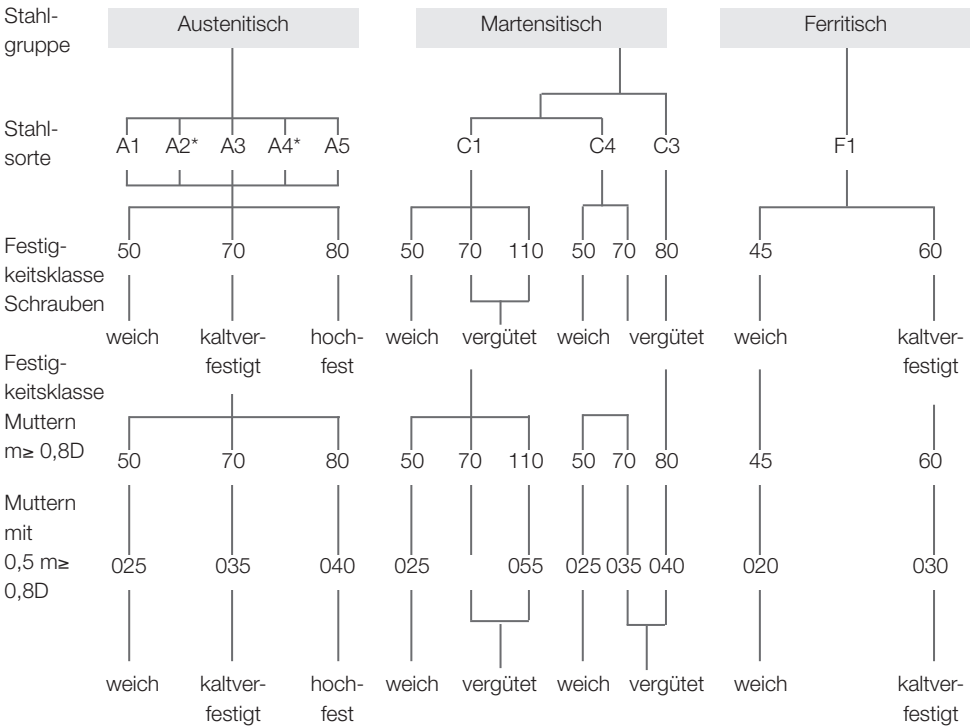 Stahl-
gruppe
Austenitisch Martensitisch Ferritisch
Stahl-
sorte
A1 A2* A3 A4* A5 C1 C4 C3 F1
Festig-
keitsklasse
Schrauben
50 70 80 50 70 110 50 70 80 45 60
weich kaltver- hoch- weich vergütet weich vergütet weich kaltver-
festigt fest festigt
Festig-
keitsklasse
Muttern
m≥ 0,8D
50 70 80 50 70 110 50 70 80 45 60
Muttern
mit
0,5 m≥
0,8D
025 035 040 025 055 025 035 040 020 030
weich kaltver- hoch- weich vergütet weich vergütet weich kaltver-
festigt fest festigt